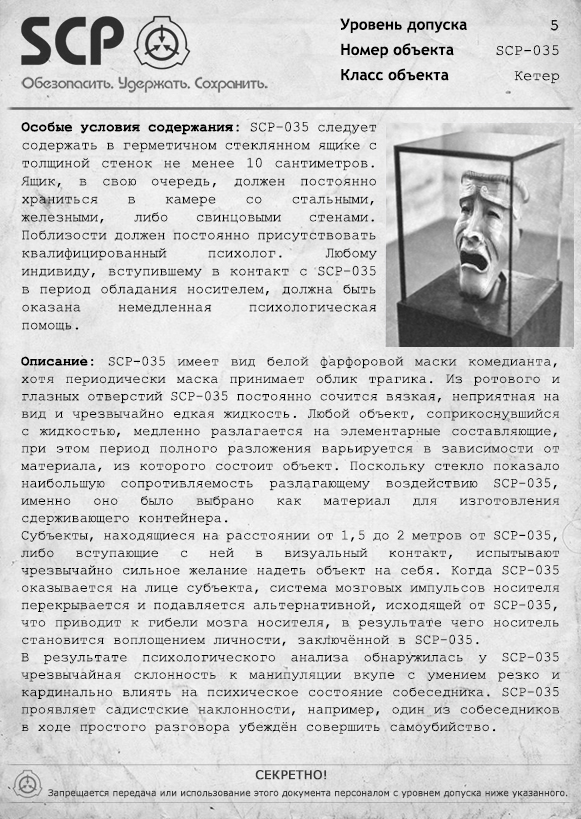 SCP
Обезопасить. Удержать. Сохранить.
Уровень допуска 5
Номер объекта SCP-035
Класс объекта Кетер
Особые условия содержания: SCP-035 следует
содержать в герметичном стеклянном ящике с
толщиной стенок не менее 10 сантиметров.
Ящик, в свою очередь, должен постоянно
храниться в камере со стальными,
железными, либо свинцовыми стенами.
Поблизости должен постоянно присутствовать
квалифицированный психолог. Любому
индивиду, вступившему в контакт с SCP-035
в период обладания носителем, должна быть
оказана немедленная психологическая
помощь.
Описание: SCP-035 имеет вид белой фарфоровой маски комедианта,
хотя периодически маска принимает облик трагика. Из ротового и
глазных отверстий SCP-035 постоянно сочится вязкая, неприятная на
вид и чрезвычайно едкая жидкость. Любой объект, соприкоснувшийся
с жидкостью, медленно разлагается на элементарные составляющие,
при этом период полного разложения варьируется в зависимости от
материала, из которого состоит объект. Поскольку стекло показало
наибольшую сопротивляемость разлагающему воздействию SCP-035,
именно оно было выбрано как материал для изготовления
сдерживающего контейнера.
Субъекты, находящиеся на расстоянии от 1,5 до 2 метров от SCP-035,
либо вступающие с ней в визуальный контакт, испытывают
чрезвычайно сильное желание надеть объект на себя. Когда SCP-035
оказывается на лице субъекта, система мозговых импульсов носителя
перекрывается и подавляется альтернативной, исходящей от SCP-035,
что приводит к гибели мозга носителя, в результате чего носитель
становится воплощением личности, заключённой в SCP-035.
В результате психологического анализа обнаружилась у SCP-035
чрезвычайная склонность к манипуляции вкупе с умением резко и
кардинально влиять на психическое состояние собеседника. SCP-035
проявляет садистские наклонности, например, один из собеседников
в ходе простого разговора убеждён совершить самоубийство.
СЕКРЕТНО!
Запрещается передача или использование этого документа персоналом с уровнем допуска ниже указанного.